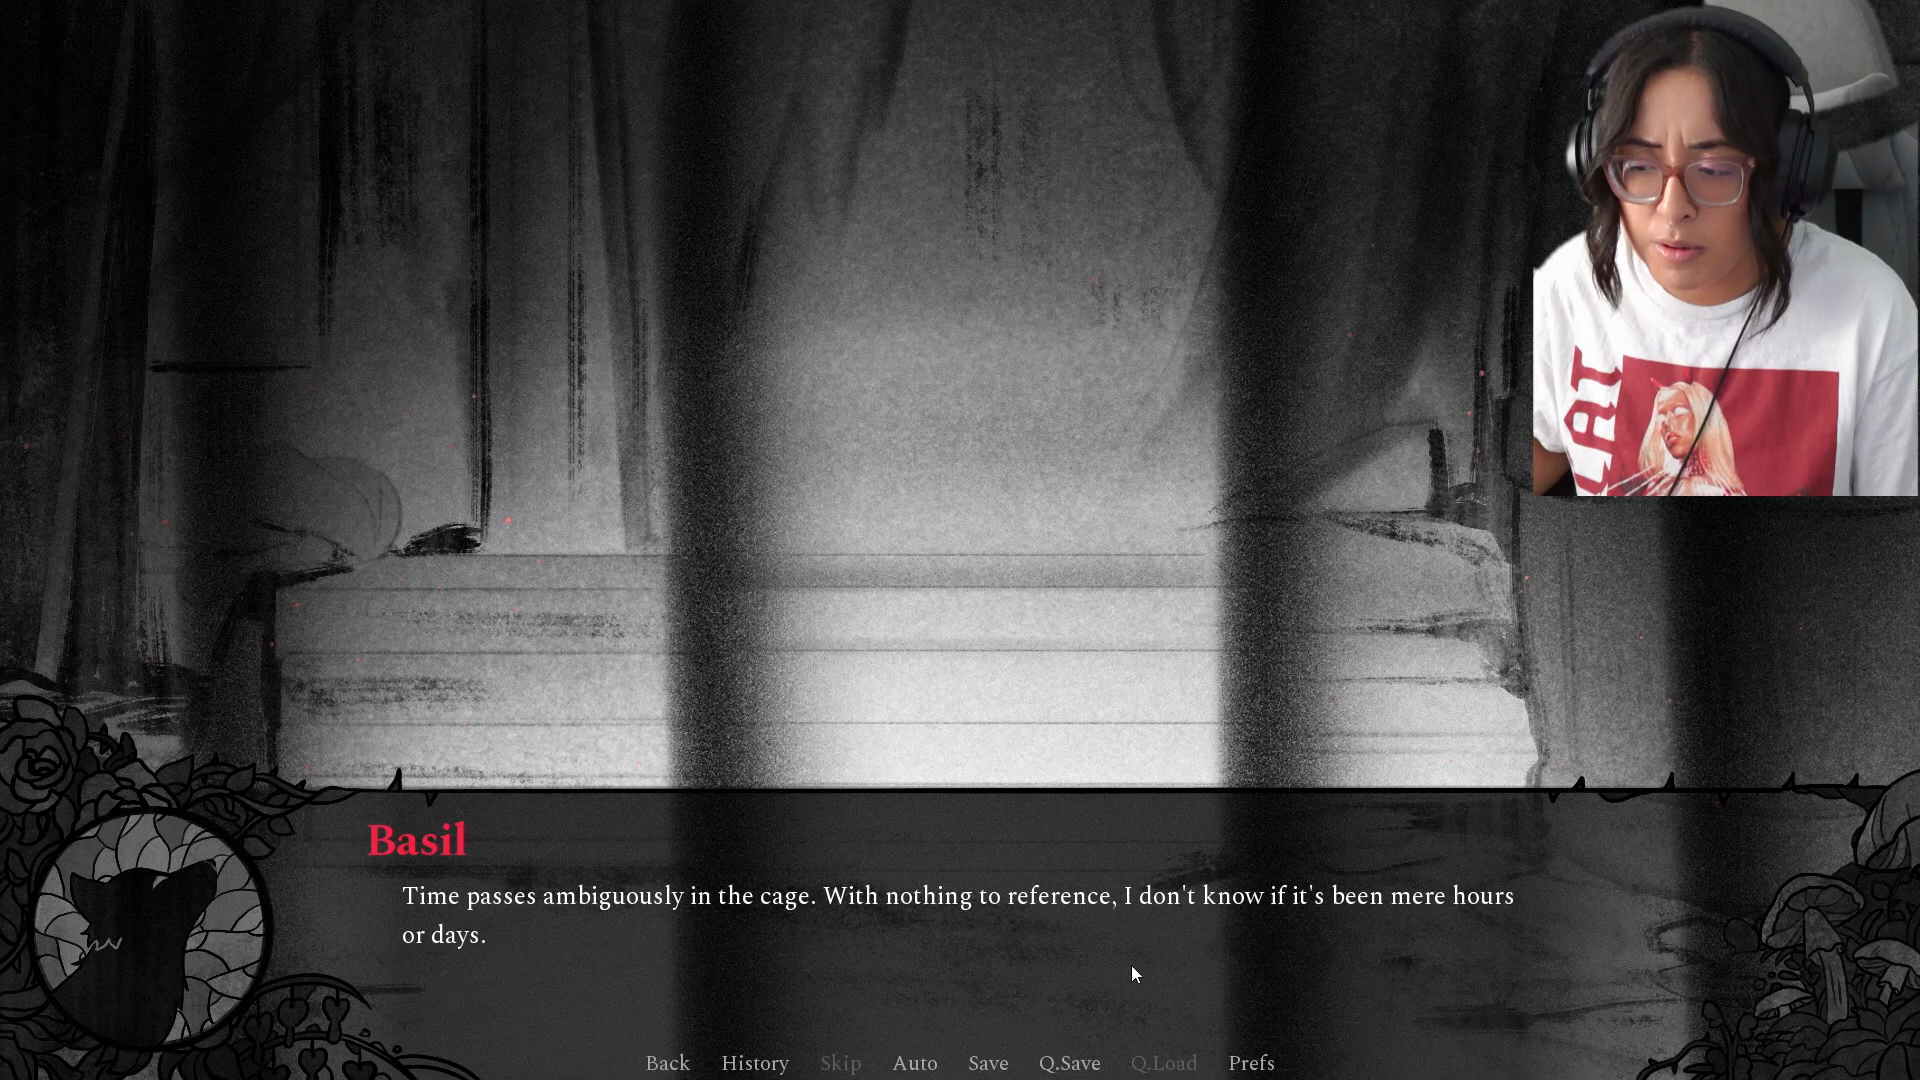 Basil
Time passes ambiguously in the cage. With nothing to reference, I don't know if it's been mere hours
or days.
Back History Skip Auto Save Q.Save Q.Load Prefs